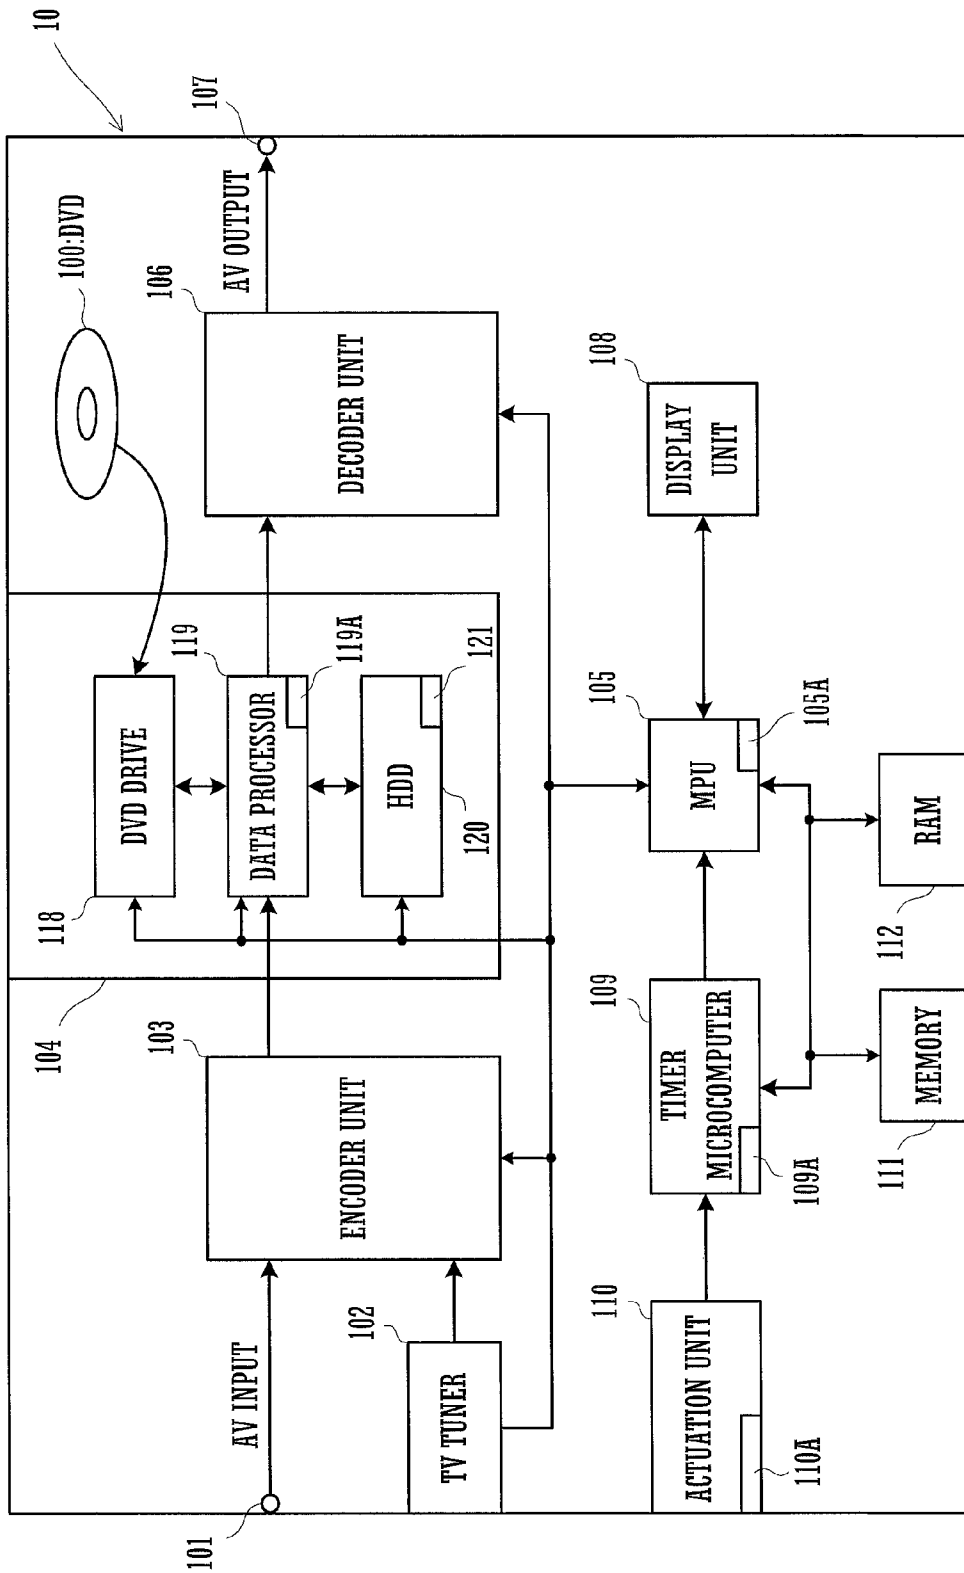 10
100:DVD
107
AV OUTPUT
106
DECODER UNIT
108
DISPLAY
UNIT
118
DVD DRIVE
119
DATA PROCESSOR
119A
HDD
121
120
104
105
MPU
105A
RAM
112
103
ENCODER UNIT
109
TIMER
MICROCOMPUTER
109A
MEMORY
111
AV INPUT
101
102
TV TUNER
110
ACTUATION UNIT
110A